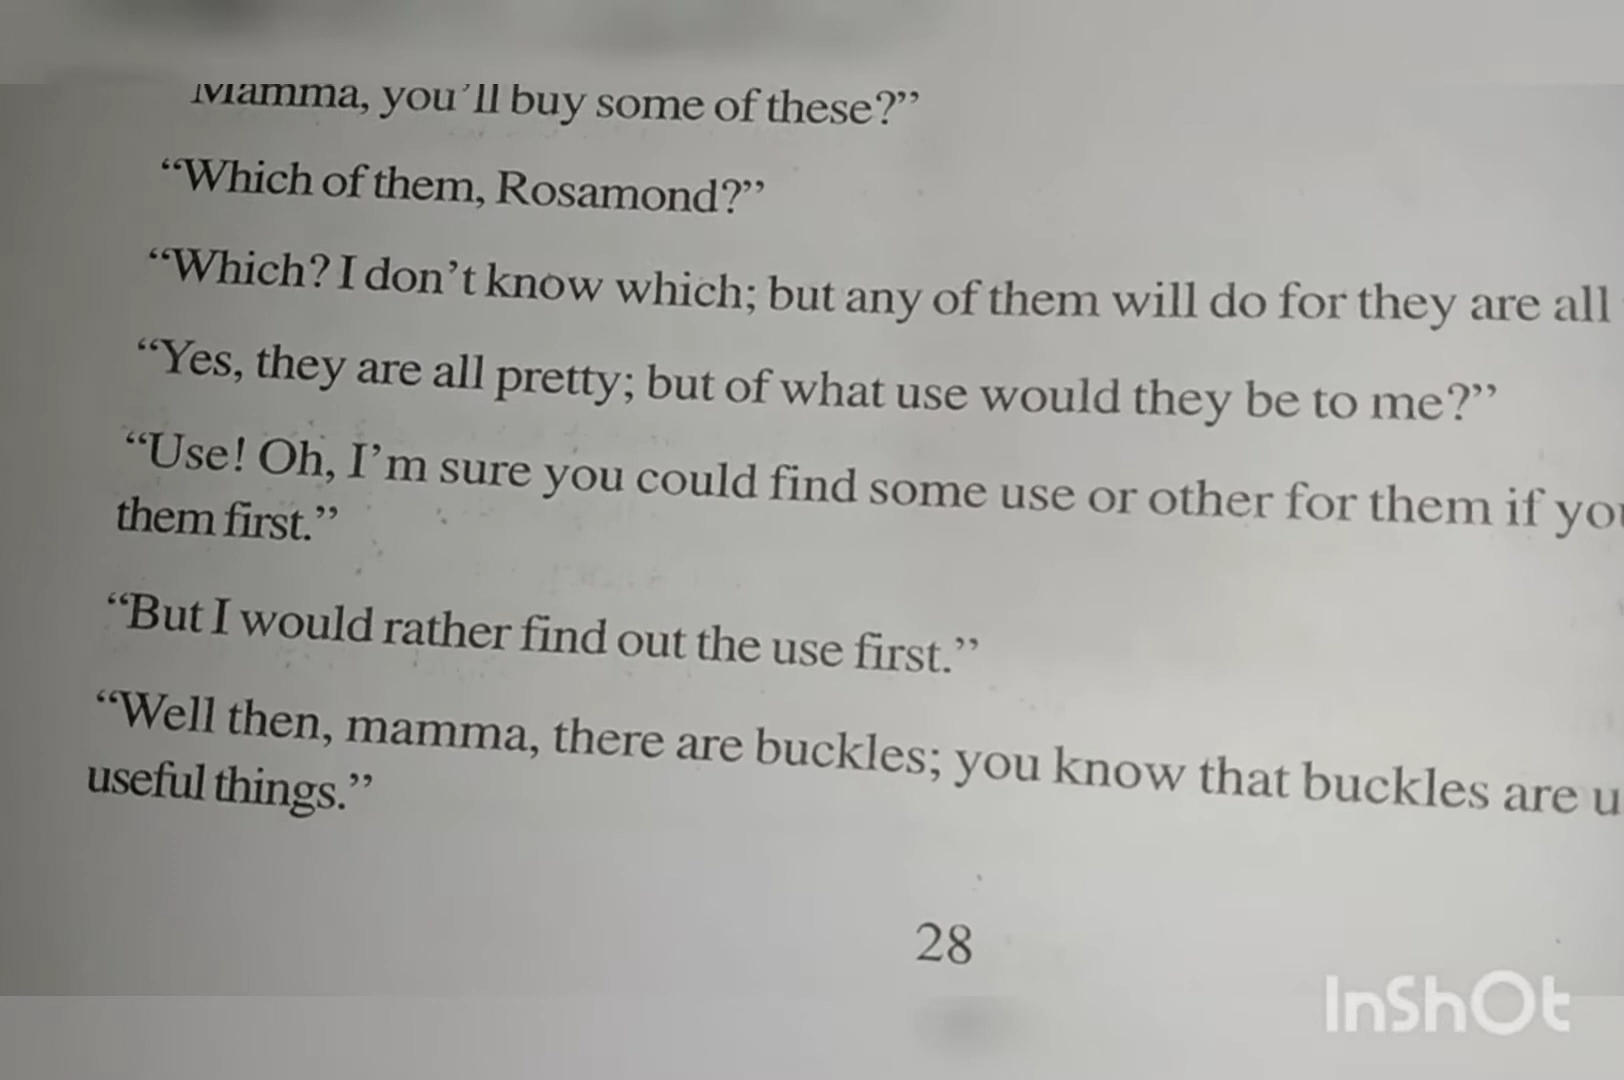 Mamma, you'll buy some of these?”
“Which of them, Rosamond?”
“Which? I don't know which; but any of them will do for they are all
“Yes, they are all pretty; but of what use would they be to me?”
“Use! Oh, I'm sure you could find some use or other for them if
them first.”
“But I would rather find out the use first.”
“Well then, mamma, there are buckles; you know that buckles are
useful things.”
28
InShOt